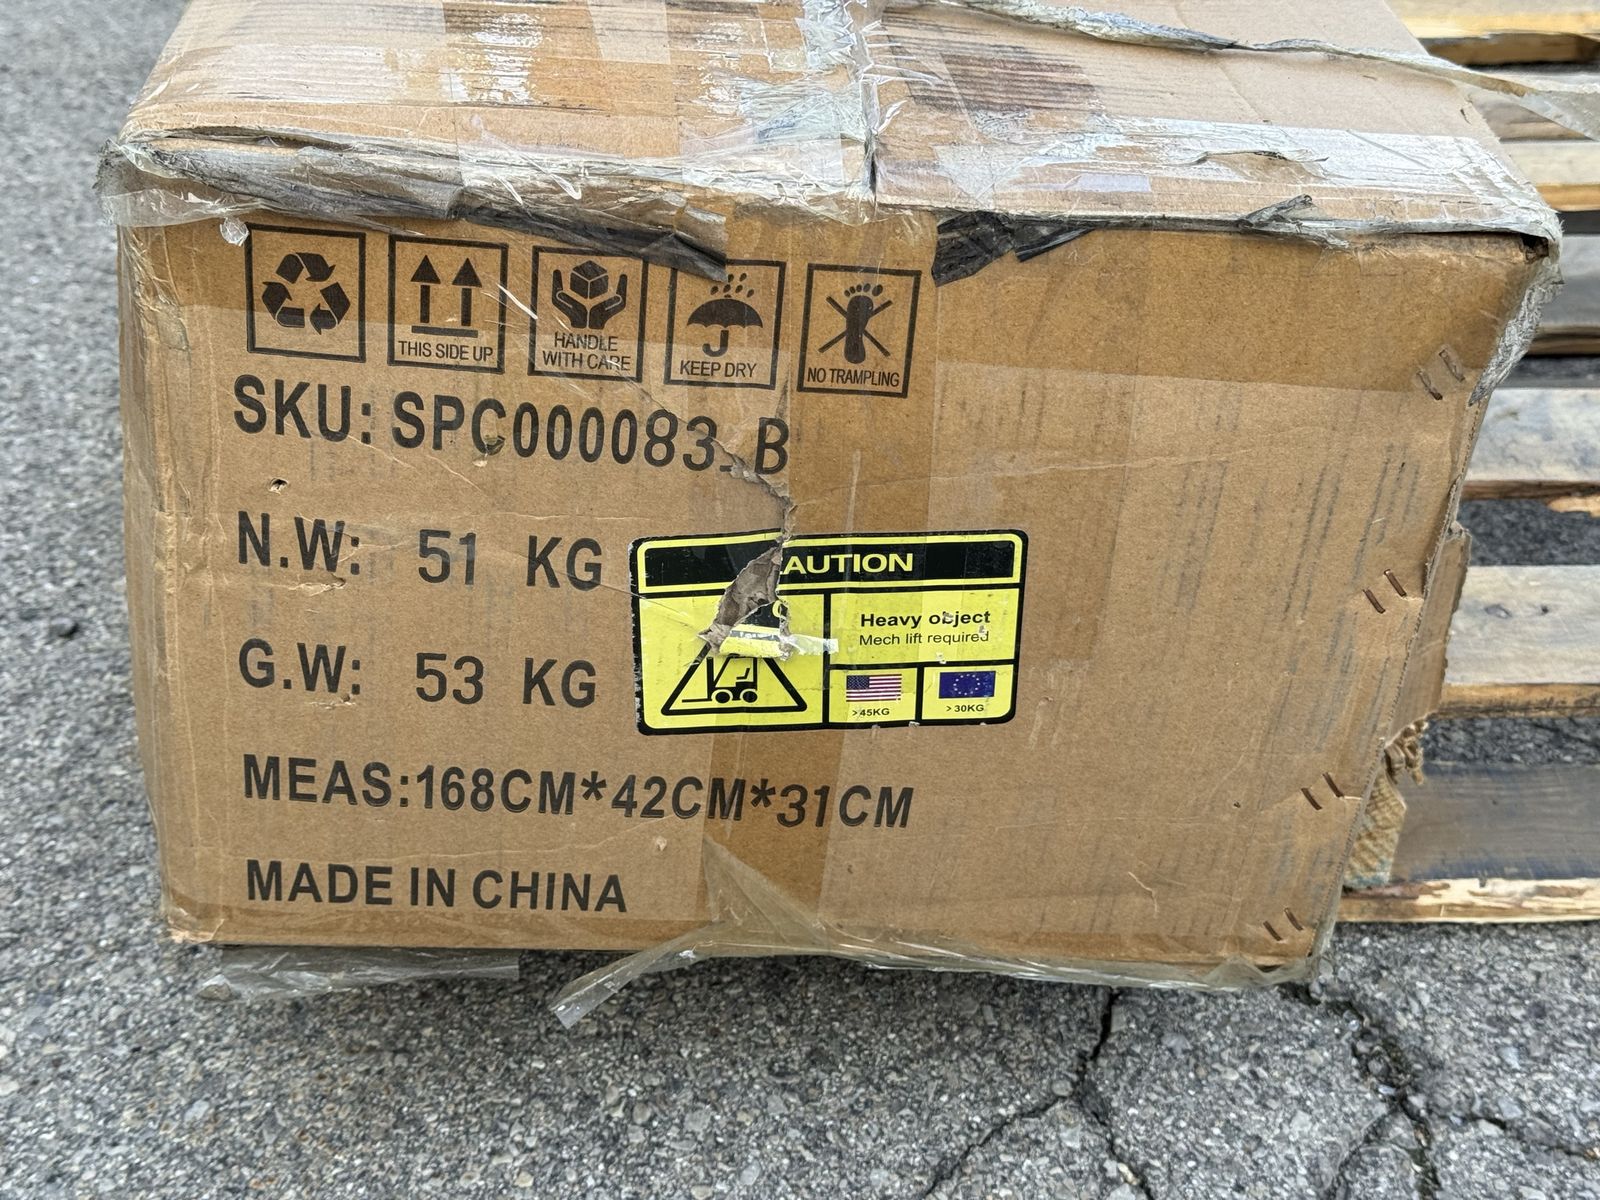 THIS SIDE UP
HANDLE
WITH CARE
KEEP DRY
NO TRAMPLING
SKU: SPC000083_B
N.W: 51 KG
G.W: 53 KG
MEAS:168CM*42CM*31CM
MADE IN CHINA
AUTION
Heavy object
Mech lift required
>45KG
>30KG